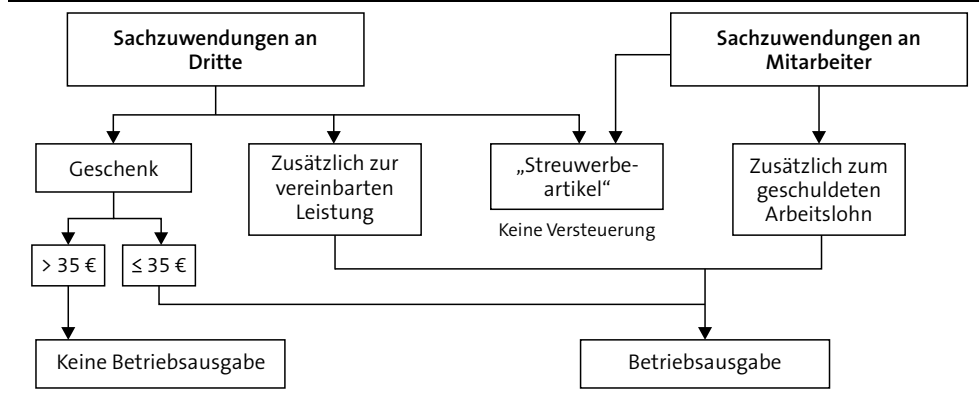 Sachzuwendungen an
Dritte
Sachzuwendungen an
Mitarbeiter
Geschenk
Zusätzlich zur
vereinbarten
Leistung
„Streuwerbe-
artikel“
Keine Versteuerung
Zusätzlich zum
geschuldeten
Arbeitslohn
> 35 €
≤ 35 €
Keine Betriebsausgabe
Betriebsausgabe